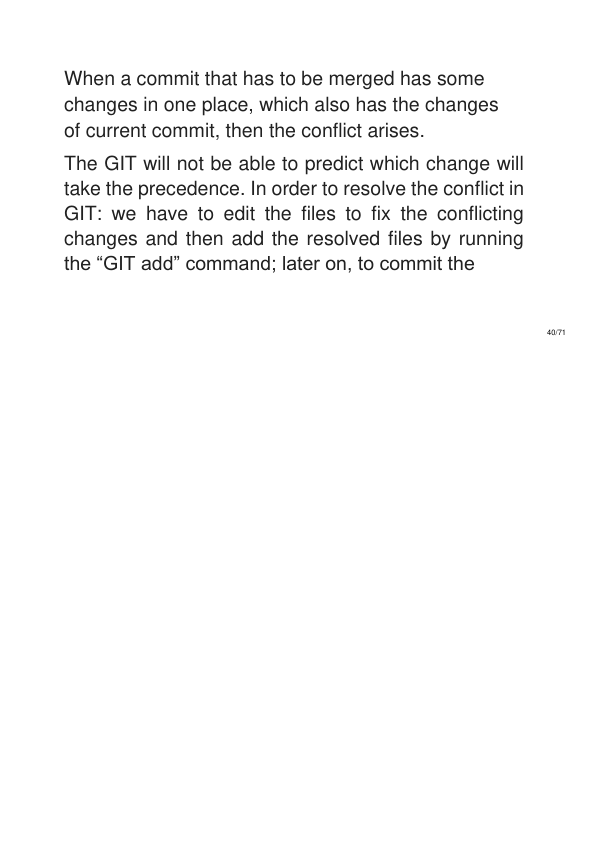 When a commit that has to be merged has some
changes in one place, which also has the changes
of current commit, then the conflict arises.
The GIT will not be able to predict which change will
take the precedence. In order to resolve the conflict in
GIT: we have to edit the files to fix the conflicting
changes and then add the resolved files by running
the “GIT add” command; later on, to commit the
40/71